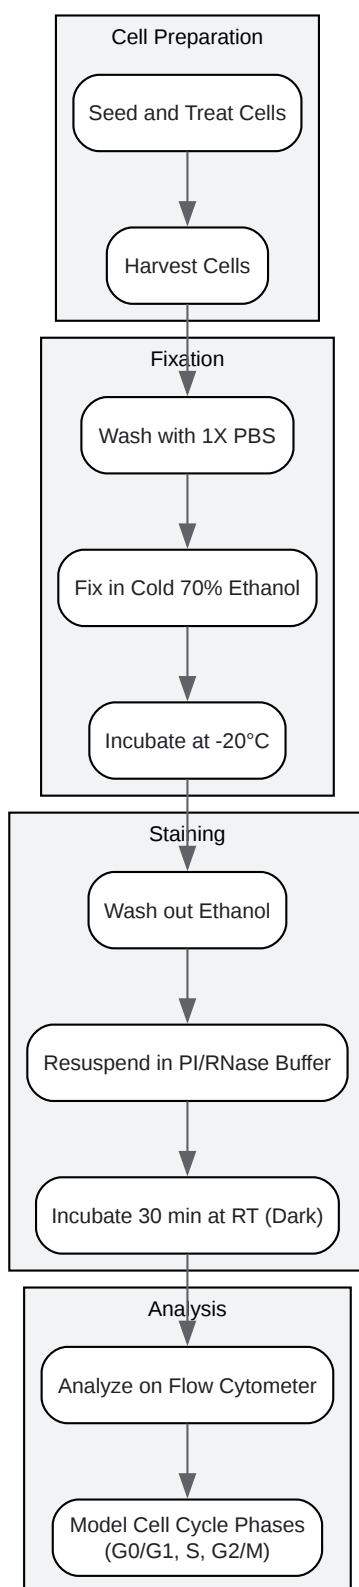 Cell Preparation
Seed and Treat Cells
Harvest Cells
Fixation
Wash with 1X PBS
Fix in Cold 70% Ethanol
Incubate at -20°C
Staining
Wash out Ethanol
Resuspend in PI/RNase Buffer
Incubate 30 min at RT (Dark)
Analysis
Analyze on Flow Cytometer
Model Cell Cycle Phases
(G0/G1, S, G2/M)